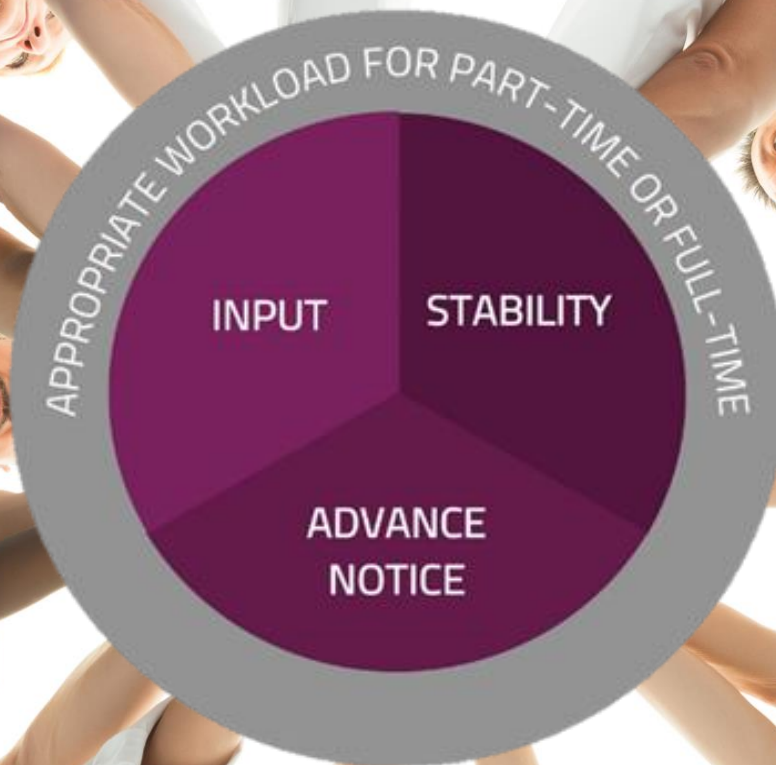 APPROPRIATE WORKLOAD FOR PART-TIME OR FULL-TIME
INPUT
STABILITY
ADVANCE
NOTICE